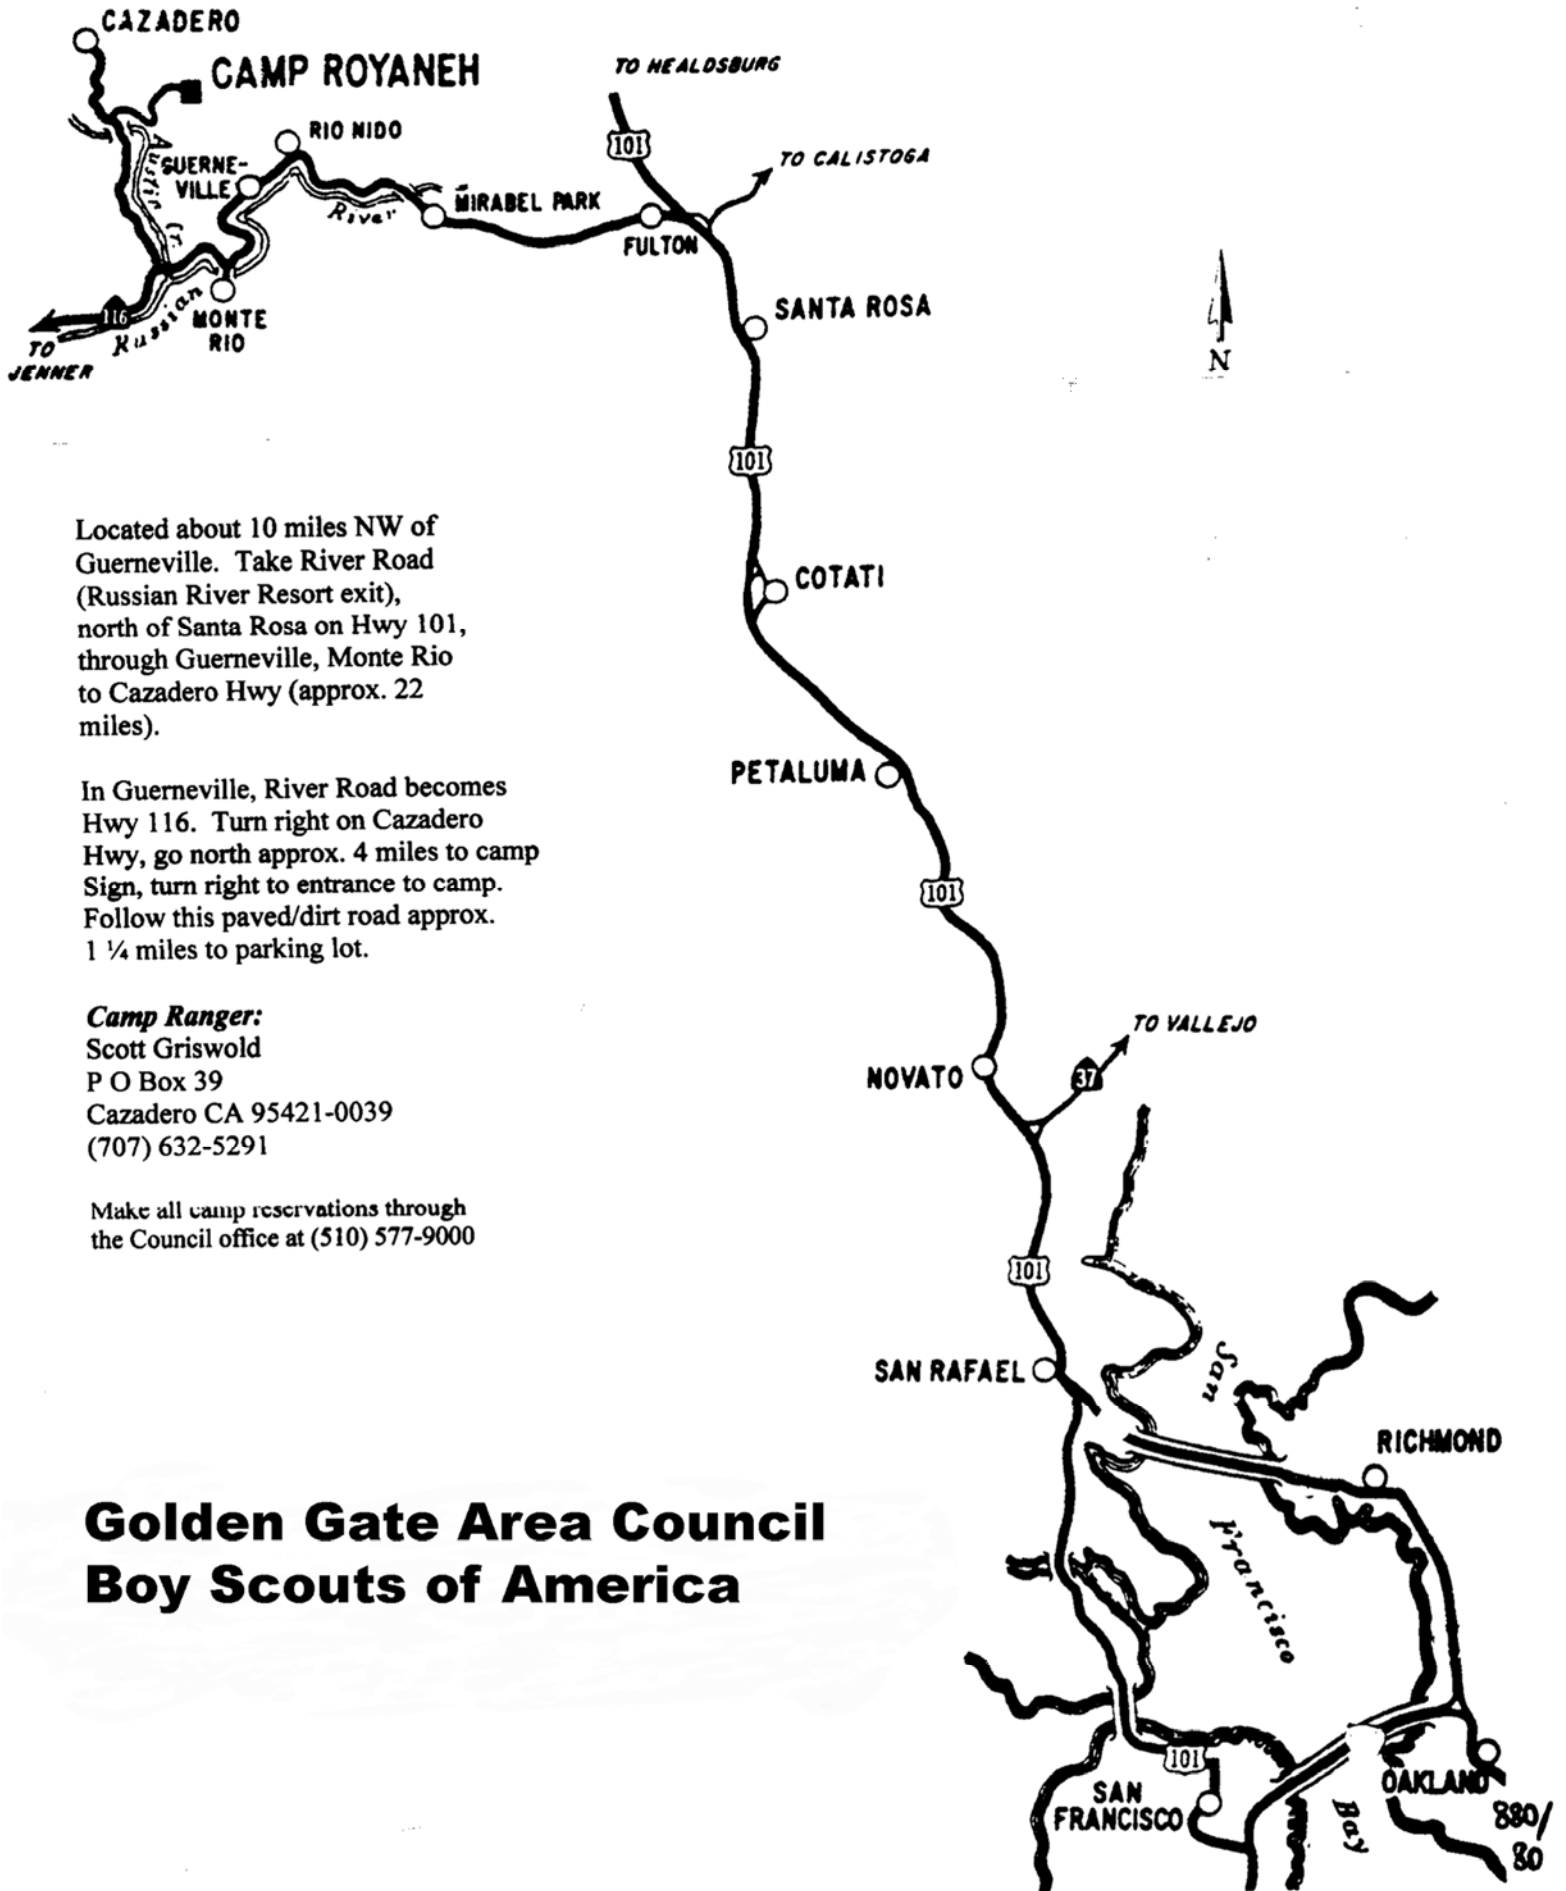 CAZADERO
CAMP ROYANEH
TO HEALDSBURG
101
RIO NIDO
TO CALISTOGA
GUERNE-
VILLE
Austin Cr.
MIRABEL PARK
River
FULTON
SANTA ROSA
116
Russian
MONTE
RIO
TO
JENNER
N
101
Located about 10 miles NW of
Guerneville. Take River Road
(Russian River Resort exit),
north of Santa Rosa on Hwy 101,
through Guerneville, Monte Rio
to Cazadero Hwy (approx. 22
miles).
COTATI
PETALUMA
In Guerneville, River Road becomes
Hwy 116. Turn right on Cazadero
Hwy, go north approx. 4 miles to camp
Sign, turn right to entrance to camp.
Follow this paved/dirt road approx.
1 ¼ miles to parking lot.
101
Camp Ranger:
Scott Griswold
P O Box 39
Cazadero CA 95421-0039
(707) 632-5291
TO VALLEJO
NOVATO
37
Make all camp reservations through
the Council office at (510) 577-9000
101
SAN RAFAEL
San
Francisco
Bay
RICHMOND
Golden Gate Area Council
Boy Scouts of America
101
SAN
FRANCISCO
OAKLAND
880/
80